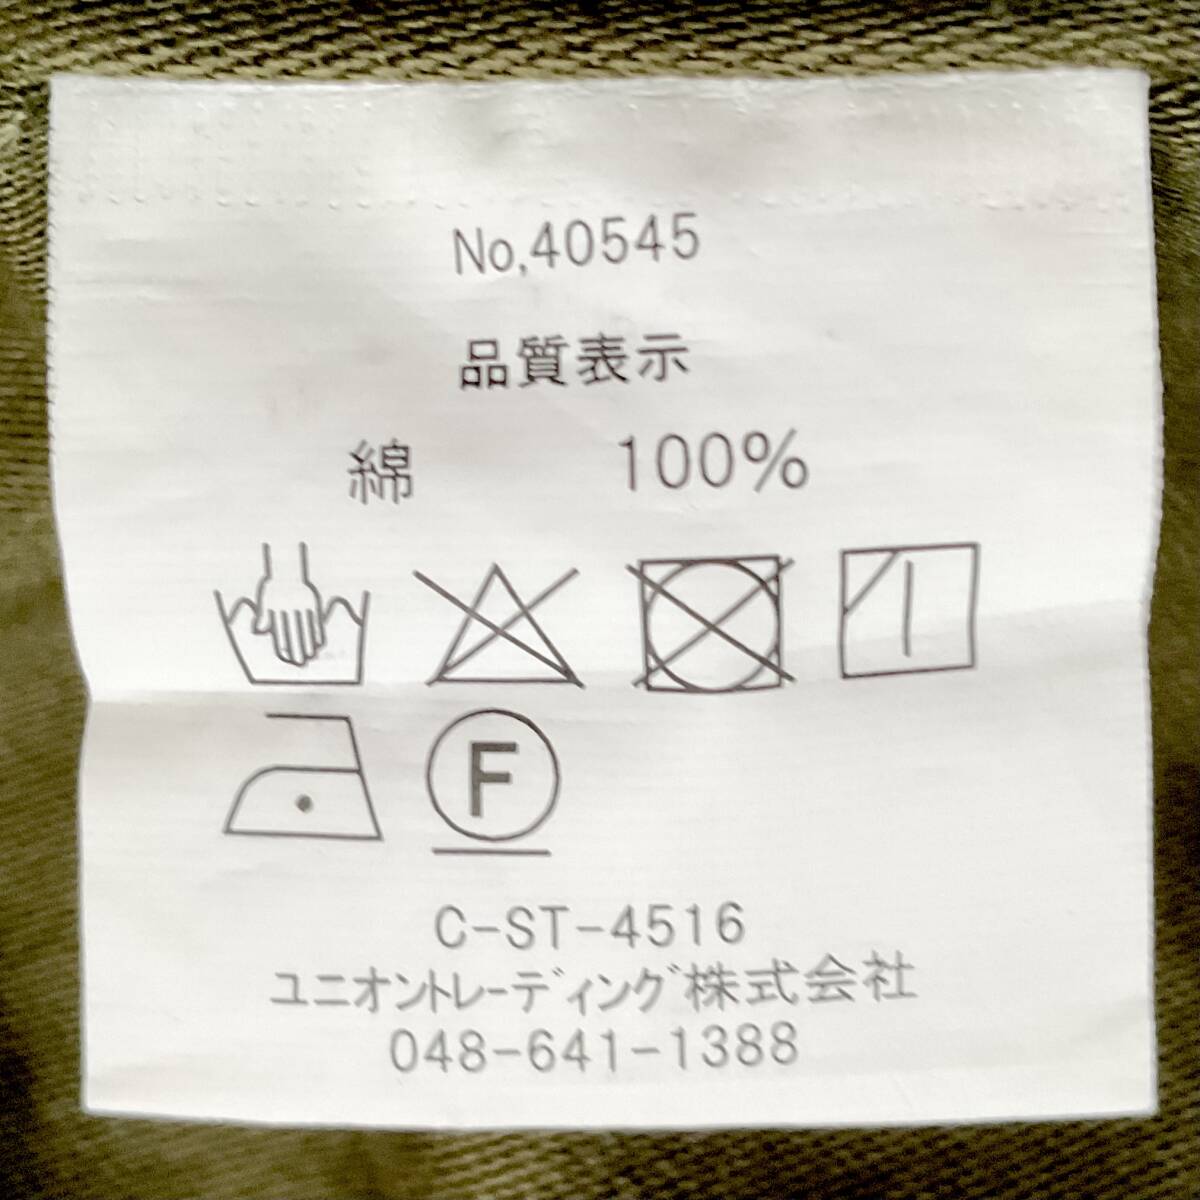 No,40545
品質表示
綿 100%
F
C-ST-4516
ユニオントレーディング株式会社
048-641-1388